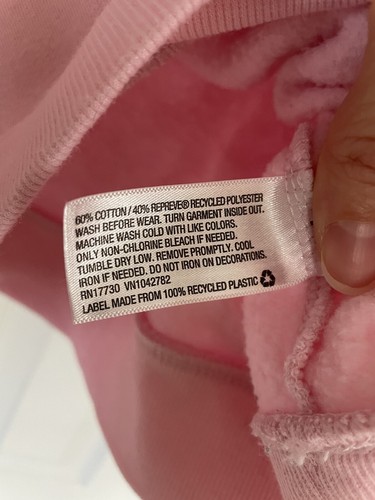 60% COTTON / 40% REPREVE® RECYCLED POLYESTER
WASH BEFORE WEAR. TURN GARMENT INSIDE OUT.
MACHINE WASH COLD WITH LIKE COLORS.
ONLY NON-CHLORINE BLEACH IF NEEDED.
TUMBLE DRY LOW. REMOVE PROMPTLY. COOL
IRON IF NEEDED. DO NOT IRON ON DECORATIONS.
RN17730 VN1042782
LABEL MADE FROM 100% RECYCLED PLASTIC